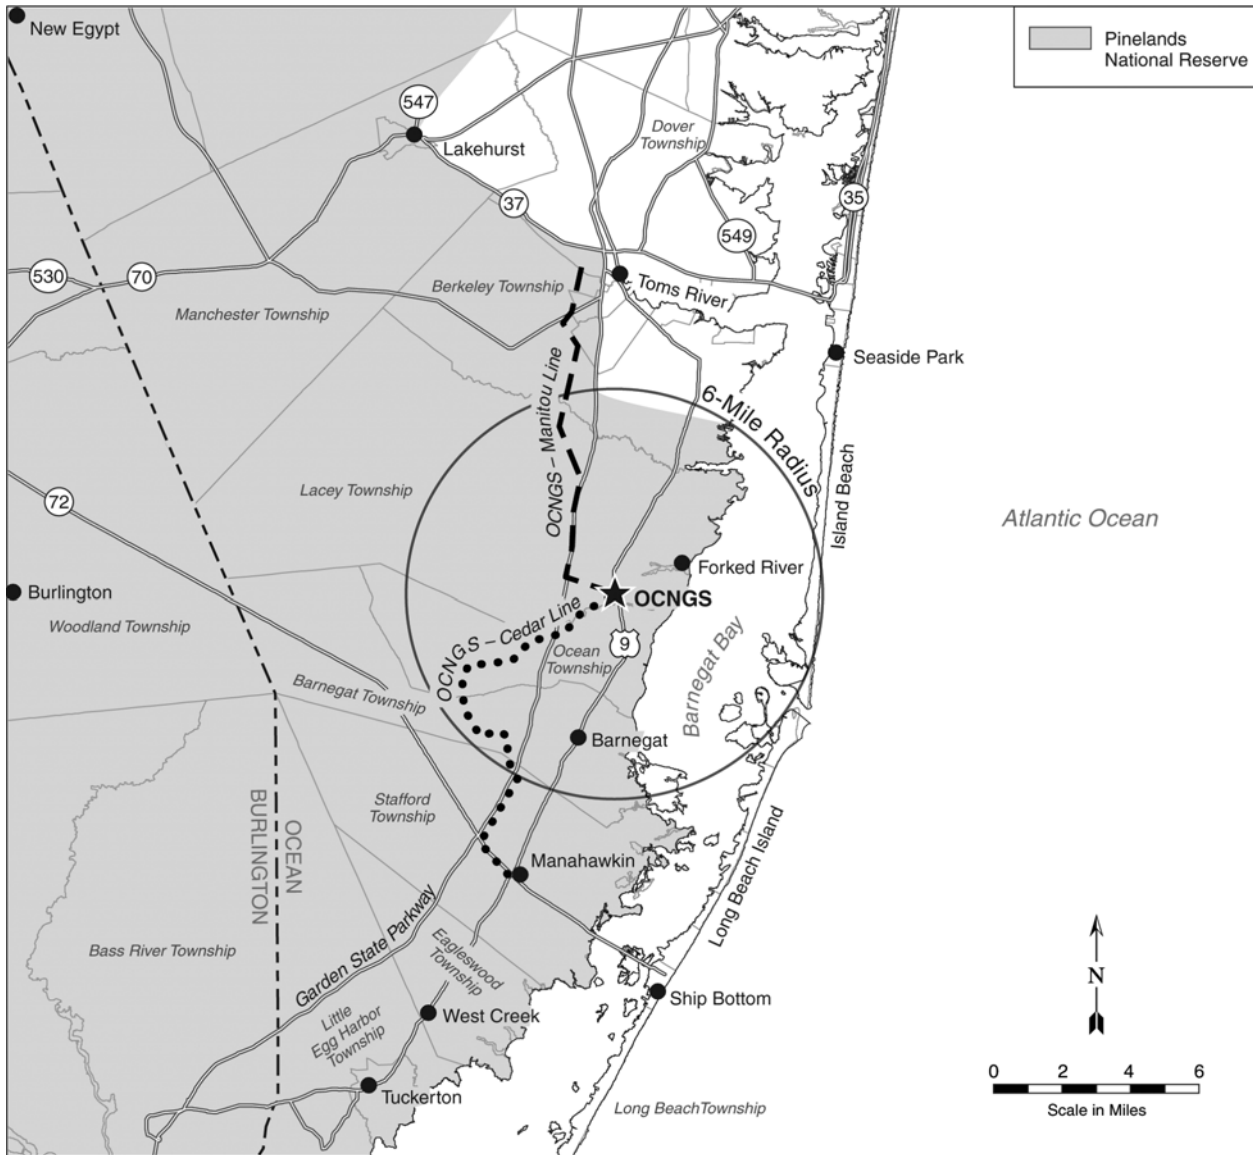 New Egypt
Pinelands
National Reserve
547
Lakehurst
Dover
Township
37
35
549
530
70
Berkeley Township
Toms River
Manchester Township
Seaside Park
OCNGS – Manitou Line
6-Mile Radius
Island Beach
72
Lacey Township
Atlantic Ocean
Forked River
Burlington
OCNGS
Woodland Township
OCNGS – Cedar Line
9
Ocean
Township
Barnegat Bay
Barnegat Township
Barnegat
Stafford
Township
OCEAN
BURLINGTON
Manahawkin
Long Beach Island
Garden State Parkway
Bass River Township
Eagleswood
Township
N
Ship Bottom
West Creek
Little
Egg Harbor
Township
0 2 4 6
Scale in Miles
Tuckerton
Long BeachTownship